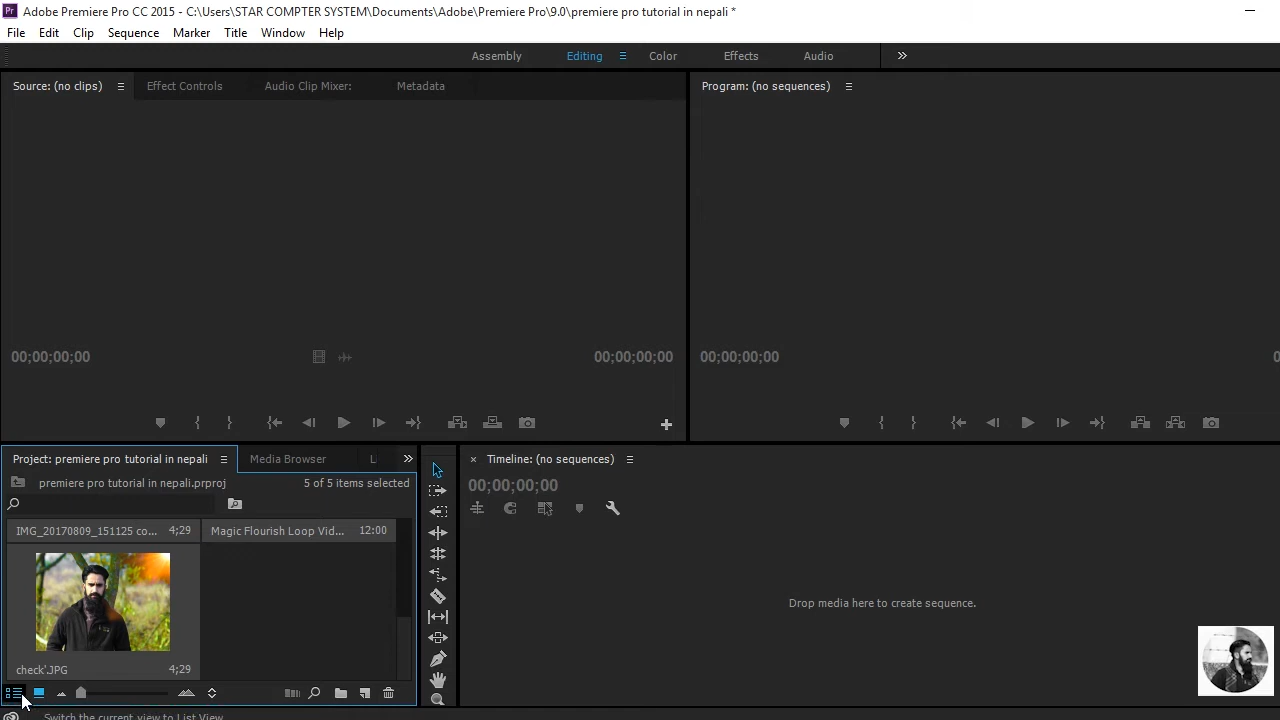 Adobe Premiere Pro CC 2015 - C:\Users\STAR COMPTER SYSTEM\Documents\Adobe\Premiere Pro\9.0\premiere pro tutorial in nepali *
File Edit Clip Sequence Marker Title Window Help
Assembly Editing Color Effects Audio
Source: (no clips) Effect Controls Audio Clip Mixer: Metadata
Program: (no sequences)
00;00;00;00 00;00;00;00
00;00;00;00
Project: premiere pro tutorial in nepali Media Browser L
premiere pro tutorial in nepali.prproj 5 of 5 items selected
IMG_20170809_151125 co... 4;29 Magic Flourish Loop Vid... 12:00
check'.JPG 4;29
Timeline: (no sequences)
00;00;00;00
Drop media here to create sequence.
Switch the current view to List View